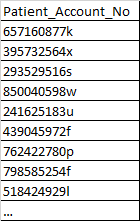 Patient_Account_No
657160877k
395732564x
293529516s
850040598w
241625183u
439045972f
762422780p
798585254f
518424929l
...